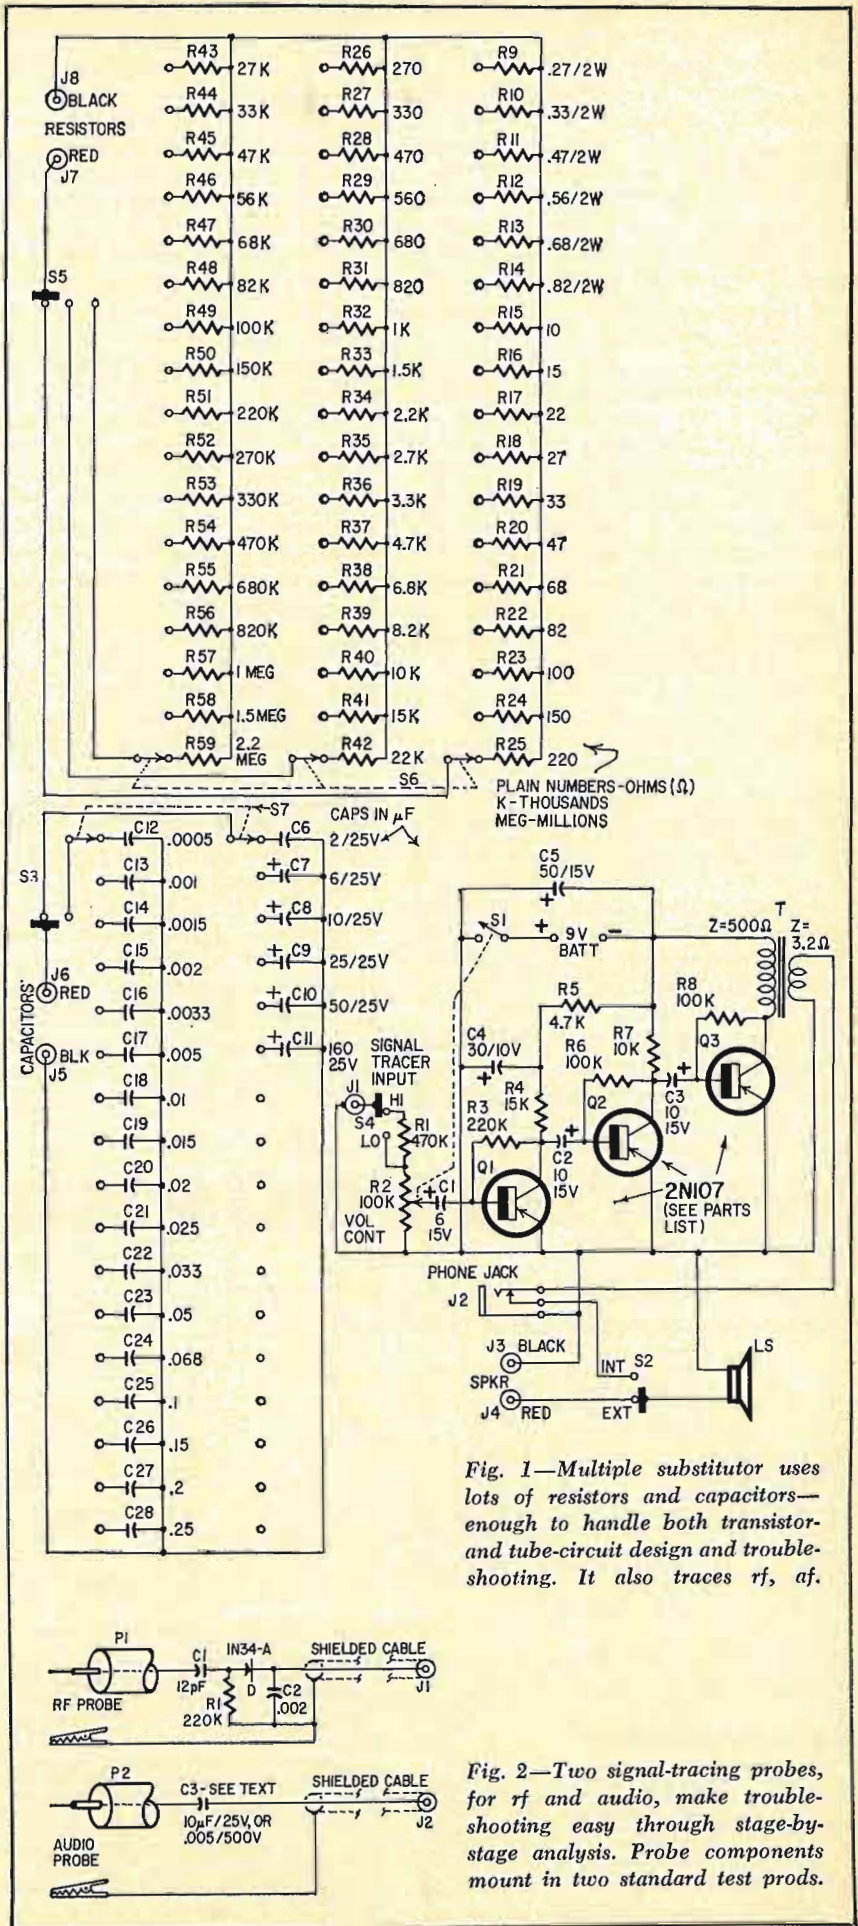 J8
BLACK
RESISTORS
RED
J7
S5
R43 27K
R44 33K
R45 47K
R46 56K
R47 68K
R48 82K
R49 100K
R50 150K
R51 220K
R52 270K
R53 330K
R54 470K
R55 680K
R56 820K
R57 1 MEG
R58 1.5MEG
R59 2.2 MEG
R26 270
R27 330
R28 470
R29 560
R30 680
R31 820
R32 1K
R33 1.5K
R34 2.2K
R35 2.7K
R36 3.3K
R37 4.7K
R38 6.8K
R39 8.2K
R40 10K
R41 15K
R42 22K
R9 .27/2W
R10 .33/2W
R11 .47/2W
R12 .56/2W
R13 .68/2W
R14 .82/2W
R15 10
R16 15
R17 22
R18 27
R19 33
R20 47
R21 68
R22 82
R23 100
R24 150
R25 220
S6
PLAIN NUMBERS-OHMS (Ω)
K-THOUSANDS
MEG-MILLIONS
S7
CAPS IN μF
S3
J6
RED
CAPACITORS
BLK
J5
C12 .0005
C13 .001
C14 .0015
C15 .002
C16 .0033
C17 .005
C18 .01
C19 .015
C20 .02
C21 .025
C22 .033
C23 .05
C24 .068
C25 .1
C26 .15
C27 .2
C28 .25
C6 2/25V
+ C7 6/25V
+ C8 10/25V
+ C9 25/25V
+ C10 50/25V
+ C11 160 25V
SIGNAL
TRACER
INPUT
J1
HI
S4
LO
R1
470K
R2
100K
VOL
CONT
+ C1
6
15V
C5
50/15V
+
S1
+ 9V −
BATT
T
Z=500Ω
Z=
3.2Ω
R5
4.7K
R8
100K
C4
30/10V
+
R4
15K
R6
100K
R7
10K
Q3
R3
220K
Q2
C3 +
10
15V
Q1
C2 +
10
15V
2N107
(SEE PARTS
LIST)
PHONE JACK
J2
J3 BLACK
SPKR
J4 RED
INT S2
EXT
LS
Fig. 1—Multiple substitutor uses
lots of resistors and capacitors—
enough to handle both transistor-
and tube-circuit design and trouble-
shooting. It also traces rf, af.
P1
RF PROBE
C1
12pF
1N34-A
D
R1
220K
C2
.002
SHIELDED CABLE
J1
P2
AUDIO
PROBE
C3-SEE TEXT
10μF/25V, OR
.005/500V
SHIELDED CABLE
J2
Fig. 2—Two signal-tracing probes,
for rf and audio, make trouble-
shooting easy through stage-by-
stage analysis. Probe components
mount in two standard test prods.